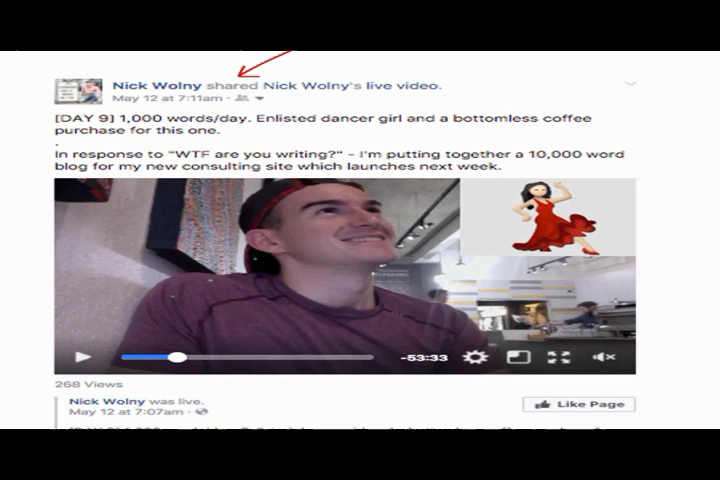 Nick Wolny shared Nick Wolny's live video.
May 12 at 7:11am ·
[DAY 9] 1,000 words/day. Enlisted dancer girl and a bottomless coffee
purchase for this one.
.
In response to "WTF are you writing?" – I'm putting together a 10,000 word
blog for my new consulting site which launches next week.
-53:33
268 Views
Nick Wolny was live.
May 12 at 7:07am ·
Like Page